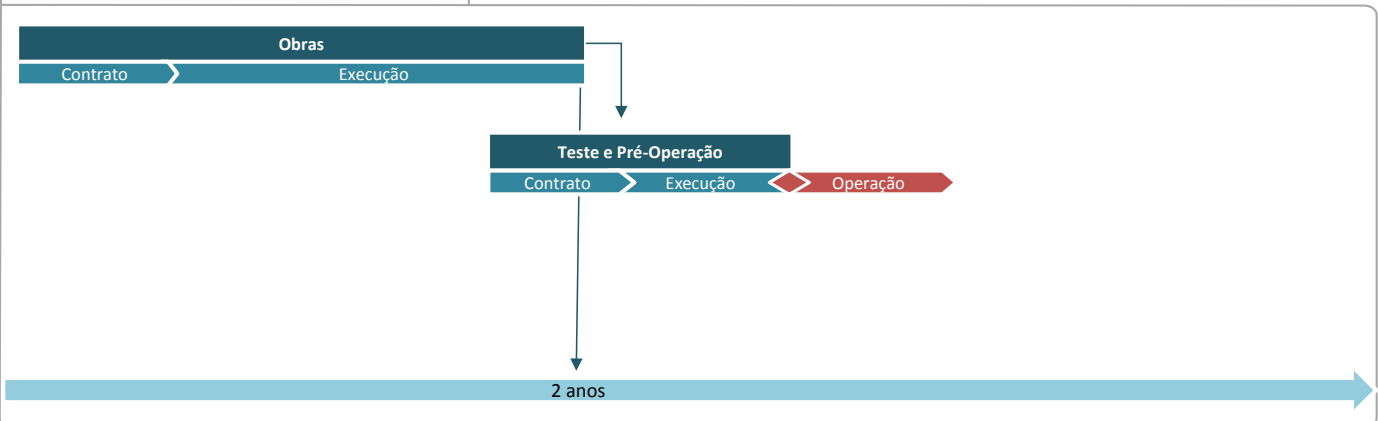 Obras
Contrato
Execução
Teste e Pré-Operação
Contrato
Execução
Operação
2 anos